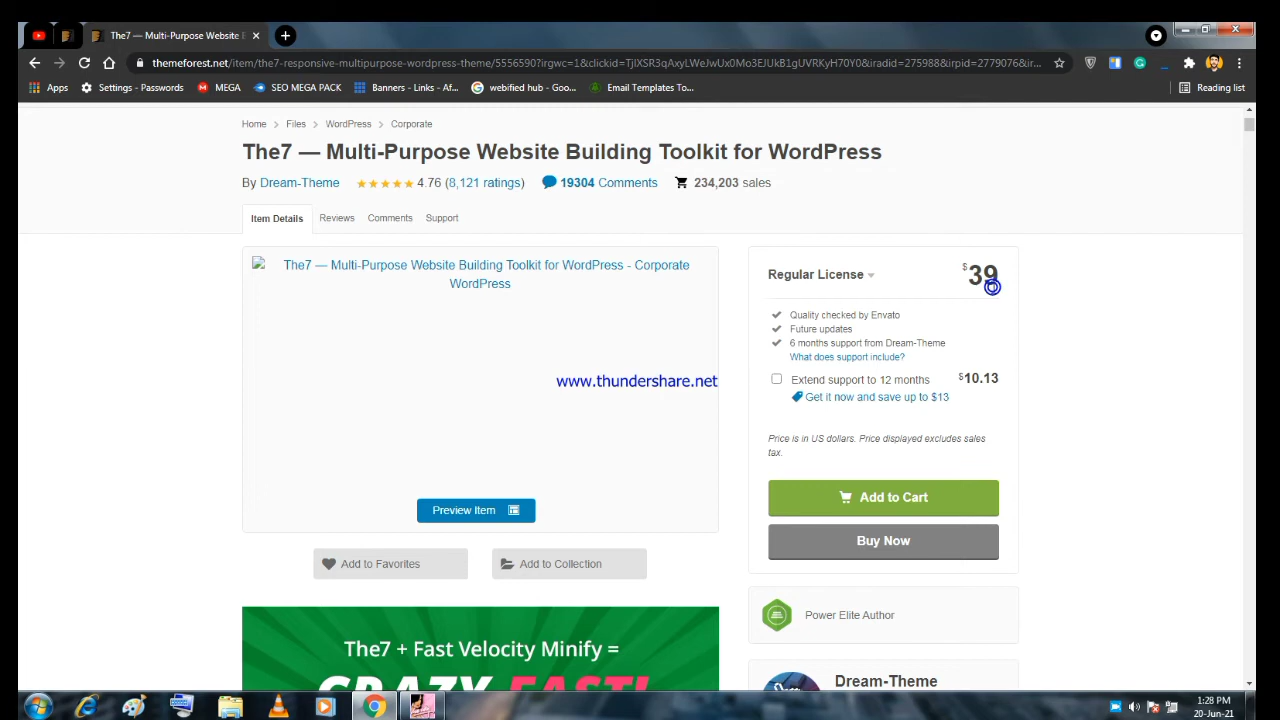 The7 — Multi-Purpose Website B
themeforest.net/item/the7-responsive-multipurpose-wordpress-theme/5556590?irgwc=1&clickid=TjIXSR3qAxyLWeJwUx0Mo3EJUkB1gUVRKyH70Y0&iradid=275988&irpid=2779076&ir...
Apps
Settings - Passwords
MEGA
SEO MEGA PACK
Banners - Links - Af...
webified hub - Goo...
Email Templates To...
Reading list
Home > Files > WordPress > Corporate
The7 — Multi-Purpose Website Building Toolkit for WordPress
By Dream-Theme 4.76 (8,121 ratings) 19304 Comments 234,203 sales
Item Details Reviews Comments Support
The7 — Multi-Purpose Website Building Toolkit for WordPress - Corporate
WordPress
www.thundershare.net
Preview Item
Add to Favorites
Add to Collection
The7 + Fast Velocity Minify =
CRAZY FAST!
Regular License
$39
Quality checked by Envato
Future updates
6 months support from Dream-Theme
What does support include?
Extend support to 12 months $10.13
Get it now and save up to $13
Price is in US dollars. Price displayed excludes sales
tax.
Add to Cart
Buy Now
Power Elite Author
Dream-Theme
1:28 PM
20-Jun-21